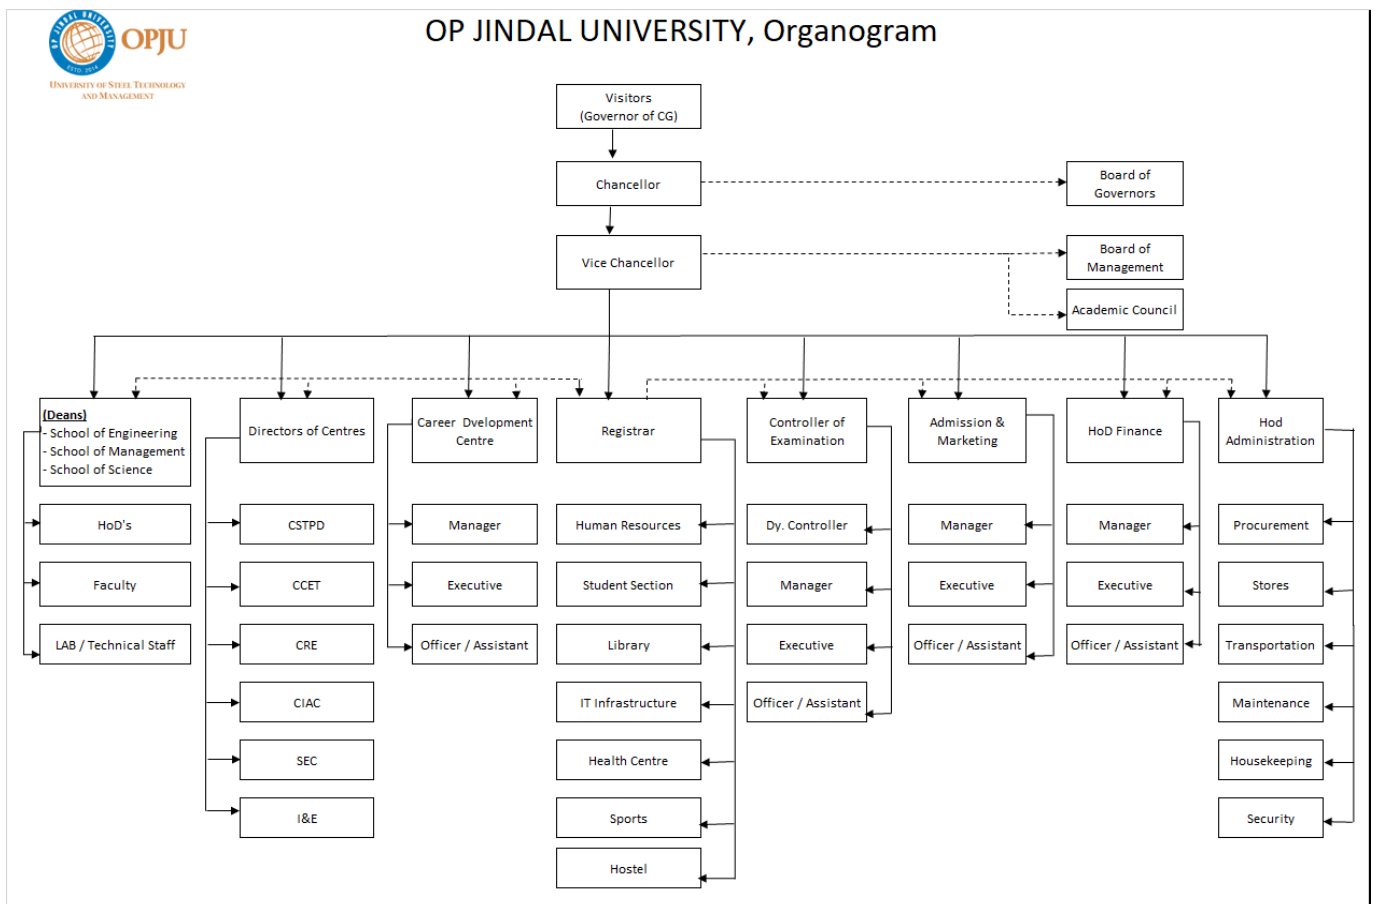 OP JINDAL UNIVERSITY
OPJU
ESTD. 2014
UNIVERSITY OF STEEL TECHNOLOGY
AND MANAGEMENT
OP JINDAL UNIVERSITY, Organogram
Visitors
(Governor of CG)
Chancellor
Board of
Governors
Vice Chancellor
Board of
Management
Academic Council
(Deans)
- School of Engineering
- School of Management
- School of Science
Directors of Centres
Career Dvelopment
Centre
Registrar
Controller of
Examination
Admission &
Marketing
HoD Finance
Hod
Administration
HoD's
Faculty
LAB / Technical Staff
CSTPD
CCET
CRE
CIAC
SEC
I&E
Manager
Executive
Officer / Assistant
Human Resources
Student Section
Library
IT Infrastructure
Health Centre
Sports
Hostel
Dy. Controller
Manager
Executive
Officer / Assistant
Manager
Executive
Officer / Assistant
Manager
Executive
Officer / Assistant
Procurement
Stores
Transportation
Maintenance
Housekeeping
Security